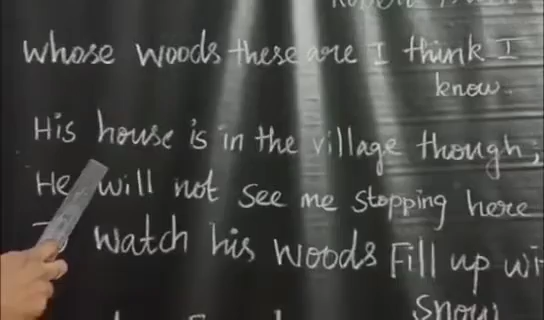 Whose woods these are I think I
know.
His house is in the village though;
He will not see me stopping here
To watch his woods Fill up wi
snow